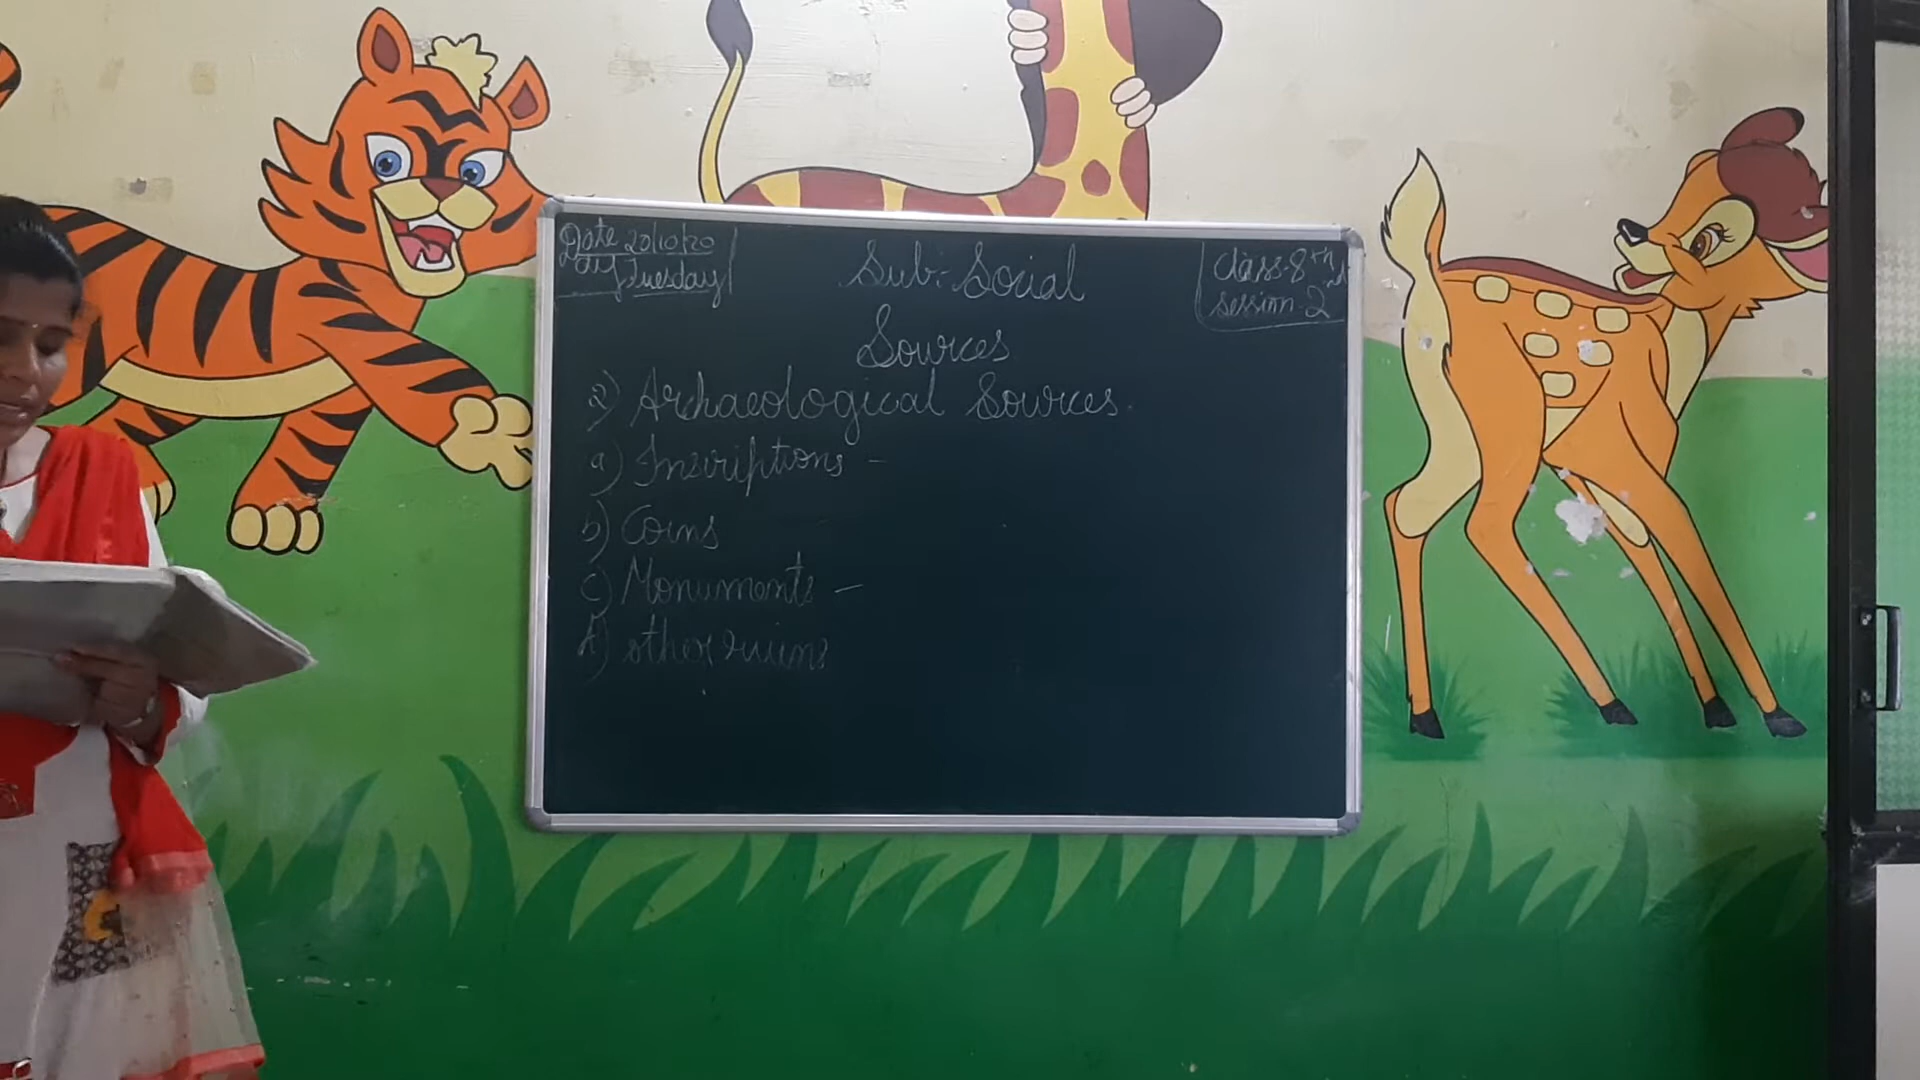 Date 20/10/20
Day Tuesday
Sub:- Social
Class-8th
Session-2nd
Sources
2) Archaeological Sources.
a) Inscriptions -
b) Coins
c) Monuments -
d) other ruins